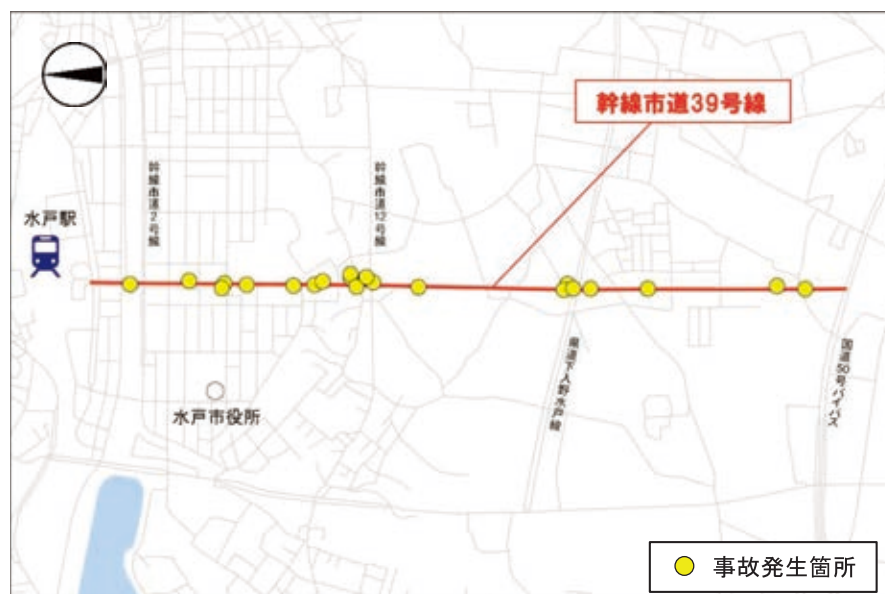 幹線市道39号線
幹線市道2号線
幹線市道12号線
水戸駅
水戸市役所
県道下入野水戸線
国道50号バイパス
事故発生箇所